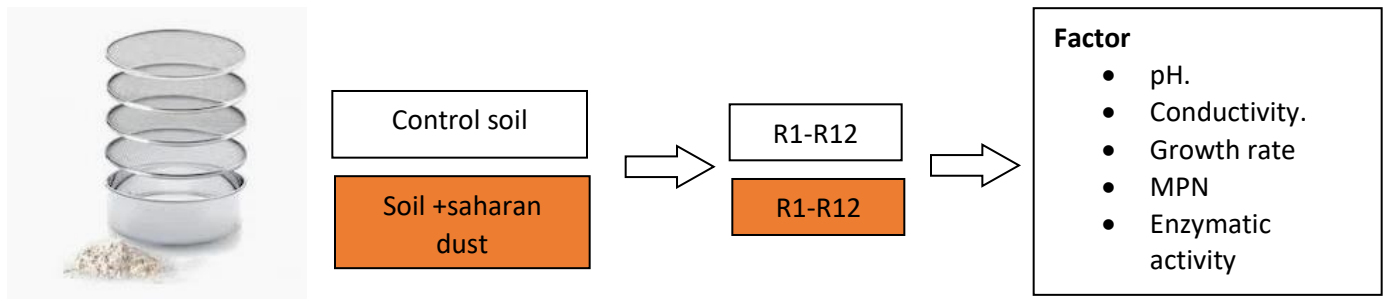 Control soil
Soil +saharan
dust
R1-R12
R1-R12
Factor
• pH.
• Conductivity.
• Growth rate
• MPN
• Enzymatic
activity